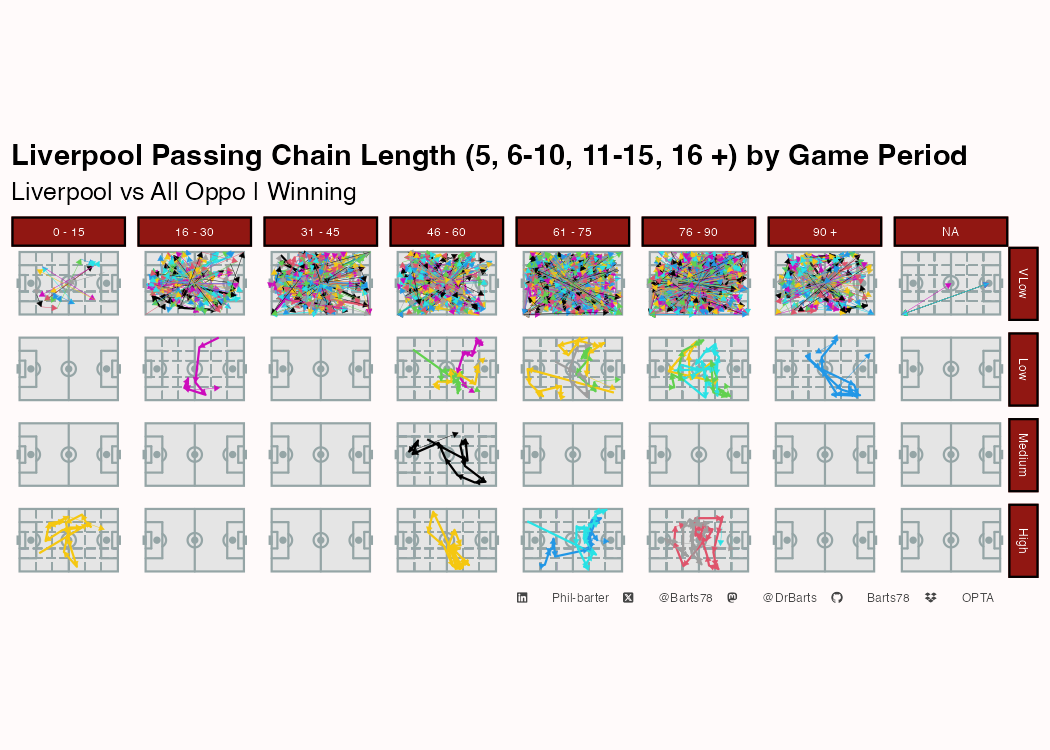 Liverpool Passing Chain Length (5, 6-10, 11-15, 16 +) by Game Period
Liverpool vs All Oppo | Winning
0 - 15 16 - 30 31 - 45 46 - 60 61 - 75 76 - 90 90 + NA
VLow
Low
Medium
High
Phil-barter @Barts78 @DrBarts Barts78 OPTA